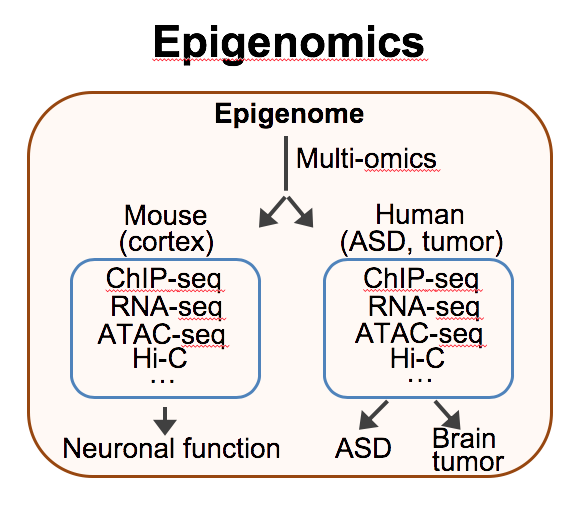 Epigenomics
Epigenome
Multi-omics
Mouse
(cortex)
ChIP-seq
RNA-seq
ATAC-seq
Hi-C
...
Neuronal function
Human
(ASD, tumor)
ChIP-seq
RNA-seq
ATAC-seq
Hi-C
...
ASD
Brain
tumor